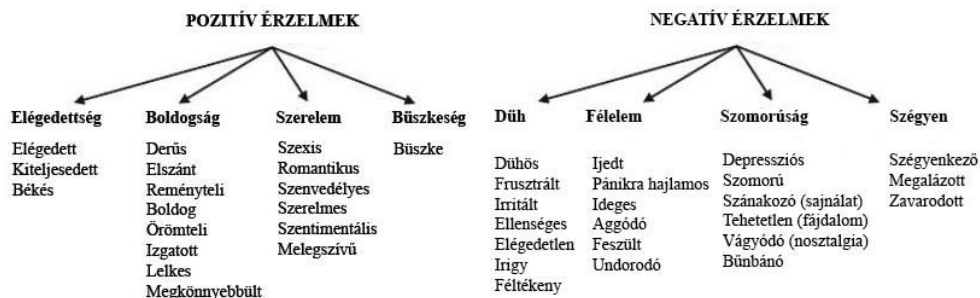 POZITÍV ÉRZELMEK
Elégedettség
Elégedett
Kiteljesedett
Békés
Boldogság
Derűs
Elszánt
Reményteli
Boldog
Örömteli
Izgatott
Lelkes
Megkönnyebbült
Szerelem
Szexis
Romantikus
Szenvedélyes
Szerelmes
Szentimentális
Melegszívű
Büszkeség
Büszke
NEGATÍV ÉRZELMEK
Düh
Dühös
Frusztrált
Irritált
Ellenséges
Elégedetlen
Irigy
Féltékeny
Félelem
Ijedt
Pánikra hajlamos
Ideges
Aggódó
Feszült
Undorodó
Szomorúság
Depressziós
Szomorú
Szánakozó (sajnálat)
Tehetetlen (fájdalom)
Vágyódó (nosztalgia)
Bűnbánó
Szégyen
Szégyenkező
Megalázott
Zavarodott